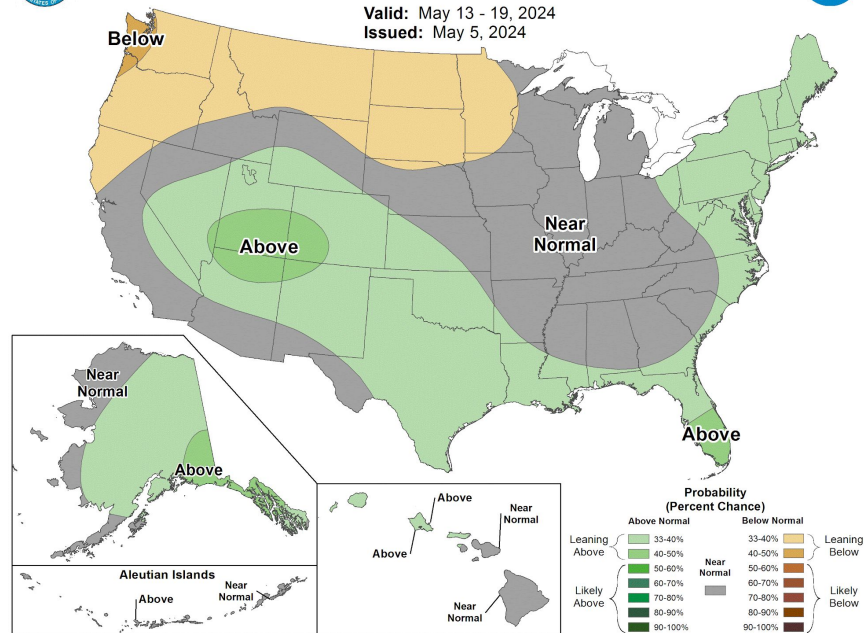 Valid: May 13 - 19, 2024
Issued: May 5, 2024
Below
Above
Near
Normal
Above
Near
Normal
Above
Above
Near
Normal
Above
Near
Normal
Aleutian Islands
Above
Near
Normal
Probability
(Percent Chance)
Above Normal
Below Normal
Leaning
Above
33-40%
40-50%
Likely
Above
50-60%
60-70%
70-80%
80-90%
90-100%
Near
Normal
33-40%
40-50%
Leaning
Below
50-60%
60-70%
70-80%
80-90%
90-100%
Likely
Below